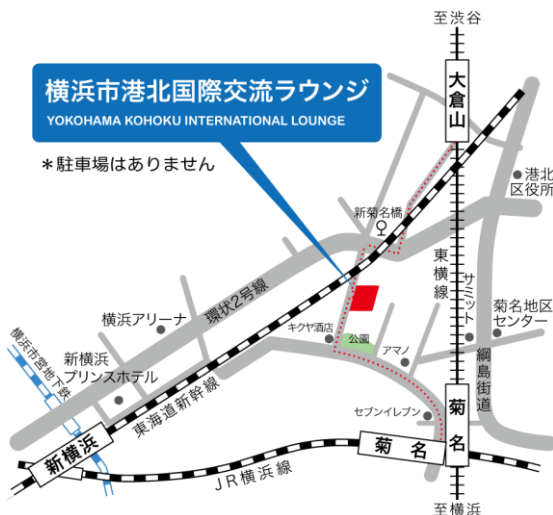 至渋谷
大倉山
横浜市港北国際交流ラウンジ
YOKOHAMA KOHOKU INTERNATIONAL LOUNGE
*駐車場はありません
港北
区役所
新菊名橋
東横線
環状2号線
サミット
菊名地区
センター
横浜アリーナ
キクヤ酒店
公園
アマノ
綱島街道
横浜市営地下鉄
新横浜
プリンスホテル
東海道新幹線
セブンイレブン
菊名
新横浜
菊名
JR横浜線
至横浜